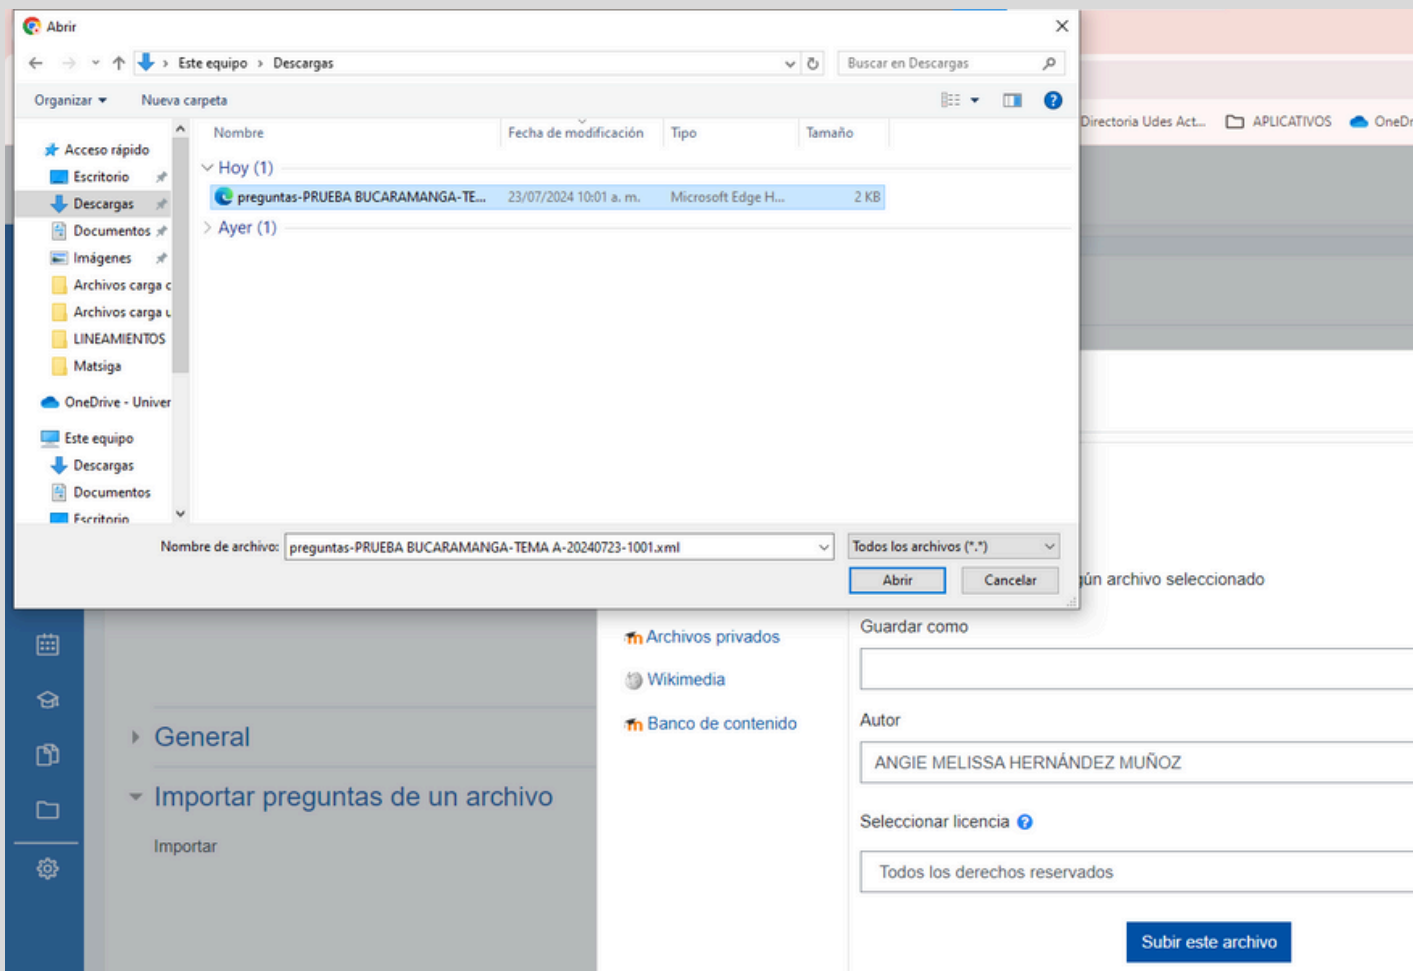 Abrir
Este equipo > Descargas
Buscar en Descargas
Organizar
Nueva carpeta
Directoria Udes Act...
APLICATIVOS
OneDr
Nombre
Fecha de modificación
Tipo
Tamaño
Acceso rápido
Escritorio
Descargas
Documentos
Imágenes
Archivos carga c
Archivos carga u
LINEAMIENTOS
Matsiga
OneDrive - Univer
Este equipo
Descargas
Documentos
Escritorio
Hoy (1)
preguntas-PRUEBA BUCARAMANGA-TE...
23/07/2024 10:01 a. m.
Microsoft Edge H...
2 KB
Ayer (1)
Nombre de archivo:
preguntas-PRUEBA BUCARAMANGA-TEMA A-20240723-1001.xml
Todos los archivos (*.*)
Abrir
Cancelar
gún archivo seleccionado
Archivos privados
Wikimedia
Banco de contenido
Guardar como
Autor
ANGIE MELISSA HERNÁNDEZ MUÑOZ
Seleccionar licencia
Todos los derechos reservados
Subir este archivo
General
Importar preguntas de un archivo
Importar